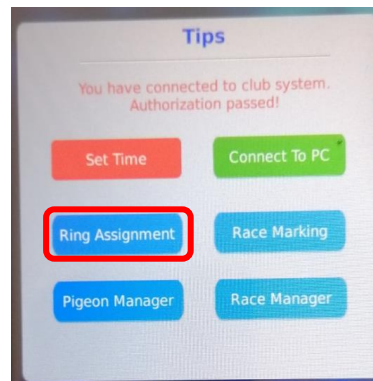 Tips
You have connected to club system.
Authorization passed!
Set Time
Connect To PC
Ring Assignment
Race Marking
Pigeon Manager
Race Manager